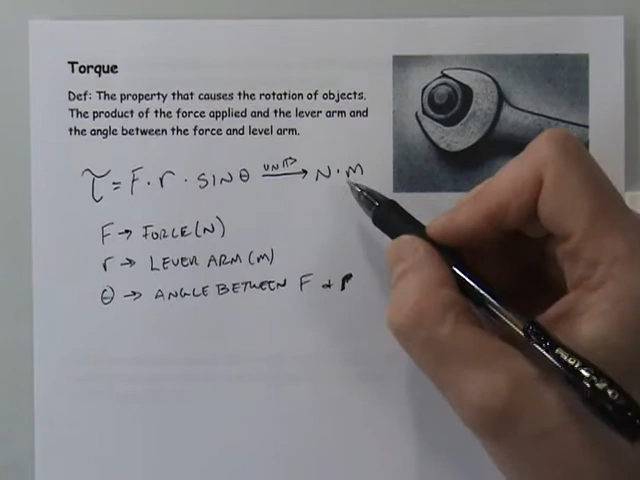 Torque
Def: The property that causes the rotation of objects.
The product of the force applied and the lever arm and
the angle between the force and level arm.
τ = F · r · SINθ UNITS → N · m
F → FORCE (N)
r → LEVER ARM (m)
θ → ANGLE BETWEEN F & r